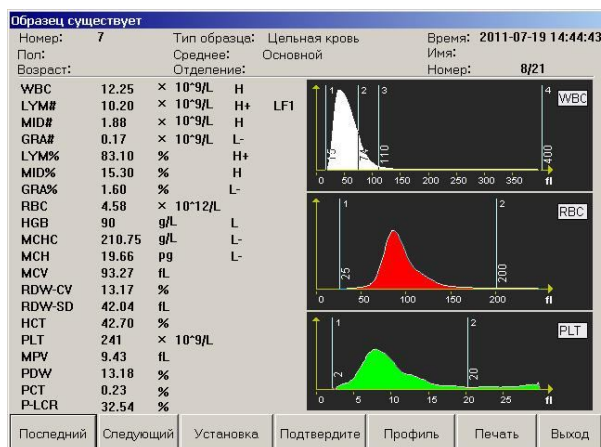 Образец существует
Номер: 7 Тип образца: Цельная кровь Время: 2011-07-19 14:44:43
Пол: Среднее: Основной Имя:
Возраст: Отделение: Номер: 8/21
WBC 12.25 × 10^9/L H
LYM# 10.20 × 10^9/L H+ LF1
MID# 1.88 × 10^9/L H
GRA# 0.17 × 10^9/L L-
LYM% 83.10 % H+
MID% 15.30 % H
GRA% 1.60 % L-
RBC 4.58 × 10^12/L
HGB 90 g/L L
MCHC 210.75 g/L L-
MCH 19.66 pg L-
MCV 93.27 fL
RDW-CV 13.17 %
RDW-SD 42.04 fL
HCT 42.70 %
PLT 241 × 10^9/L
MPV 9.43 fL
PDW 13.18 %
PCT 0.23 %
P-LCR 32.54 %
1 2 3 4 WBC
15 74 110 400
0 50 100 150 200 250 300 350 fl
1 2 RBC
25 200
0 50 100 150 200 fl
1 2 PLT
2 20
0 5 10 15 20 25 fl
Последний Следующий Установка Подтвердите Профиль Печать Выход